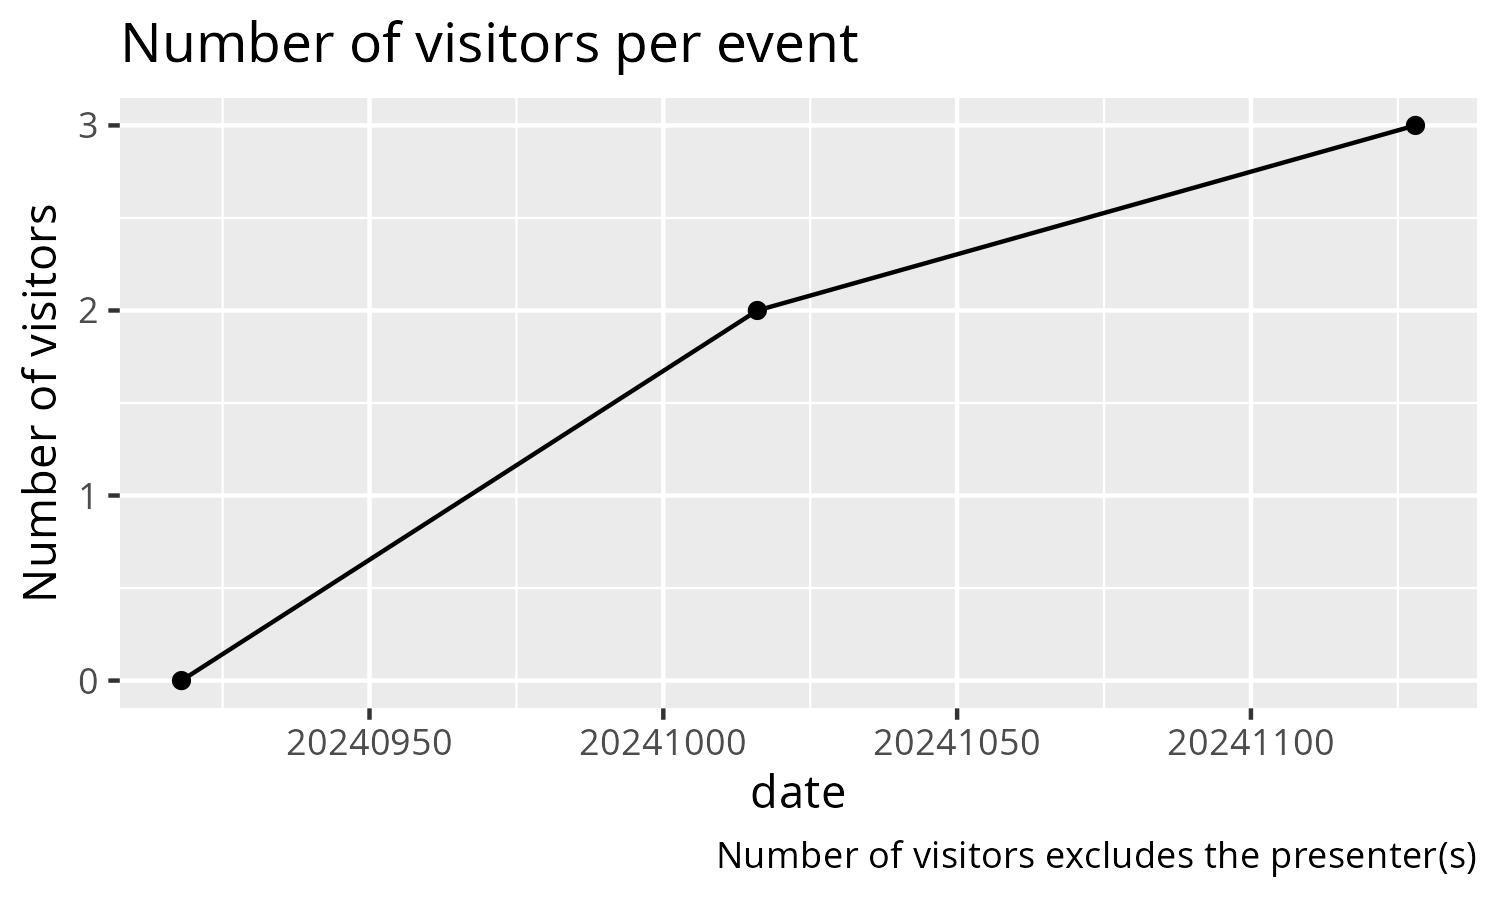 Number of visitors per event
Number of visitors
3
2
1
0
20240950 20241000 20241050 20241100
date
Number of visitors excludes the presenter(s)